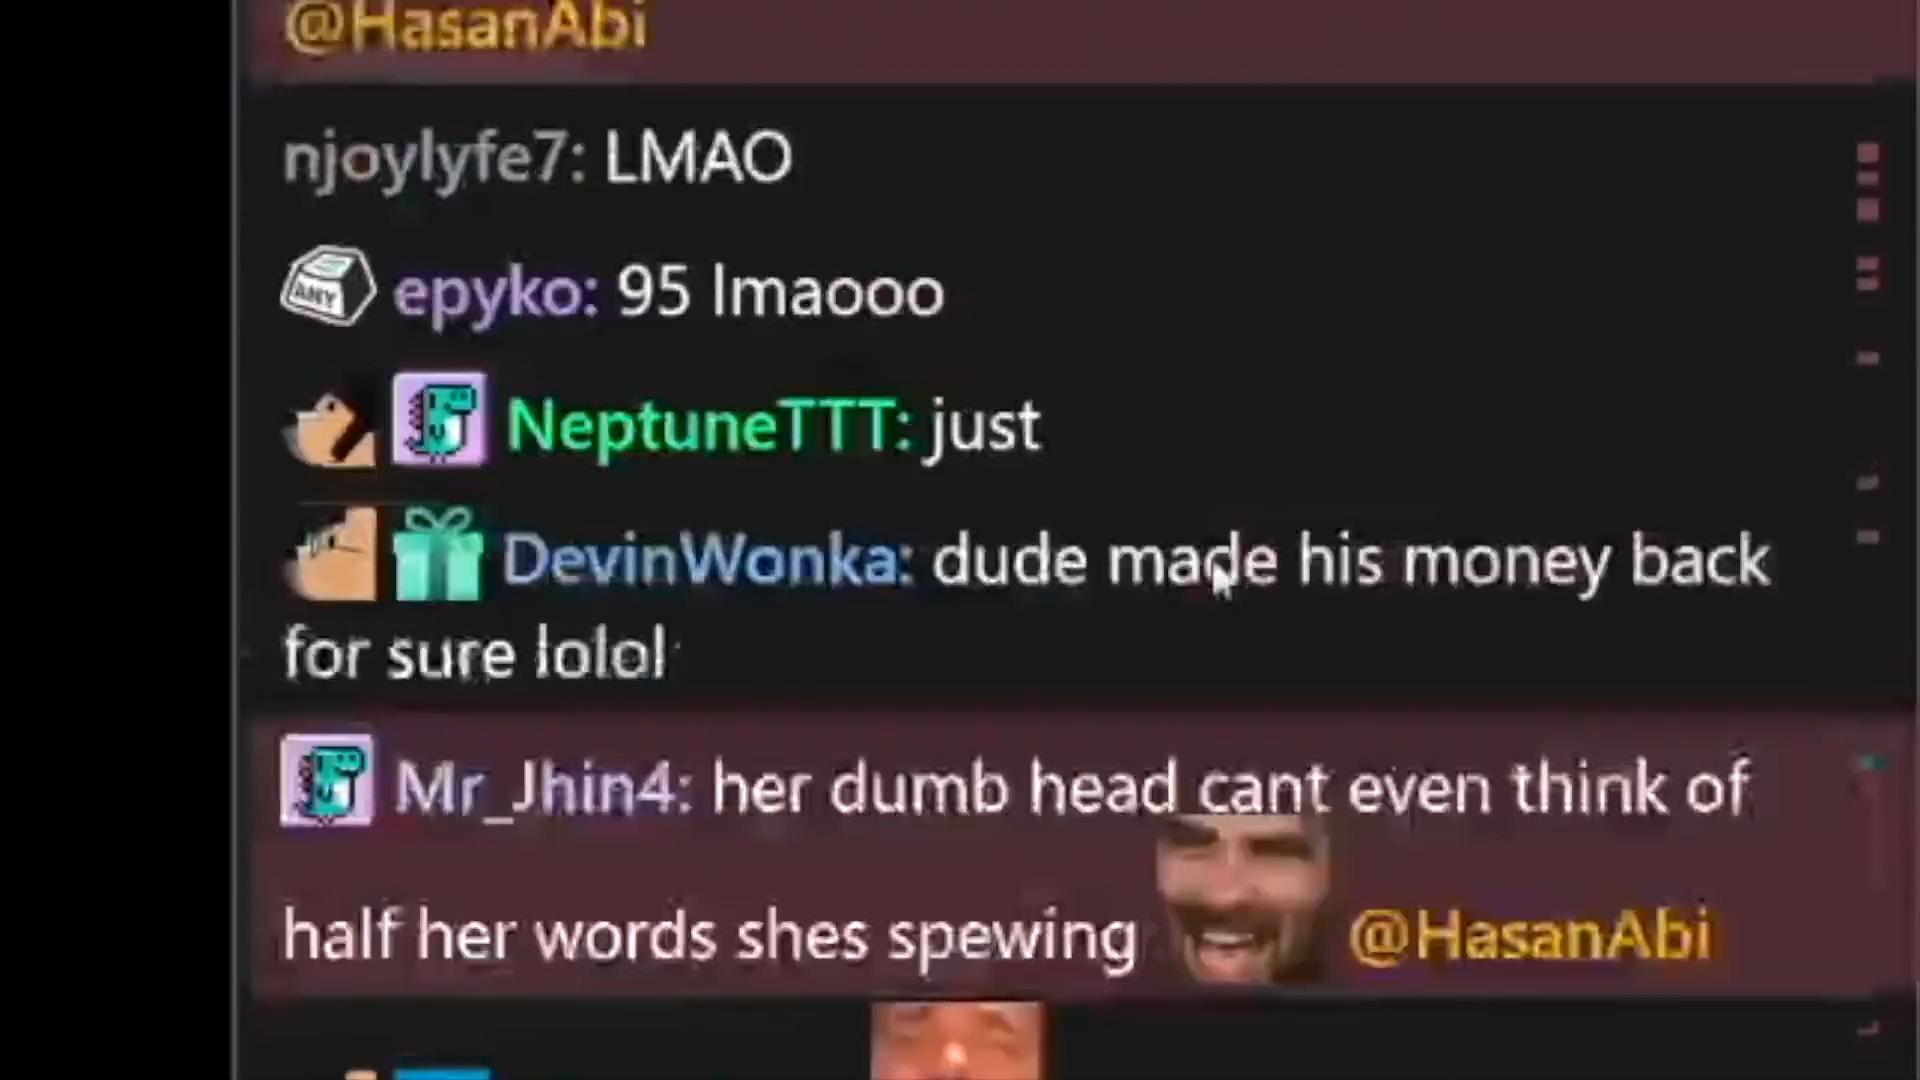 @HasanAbi
njoylyfe7: LMAO
AMY epyko: 95 lmaooo
NeptuneTTT: just
DevinWonka: dude made his money back
for sure lolol
Mr_Jhin4: her dumb head cant even think of
half her words shes spewing @HasanAbi